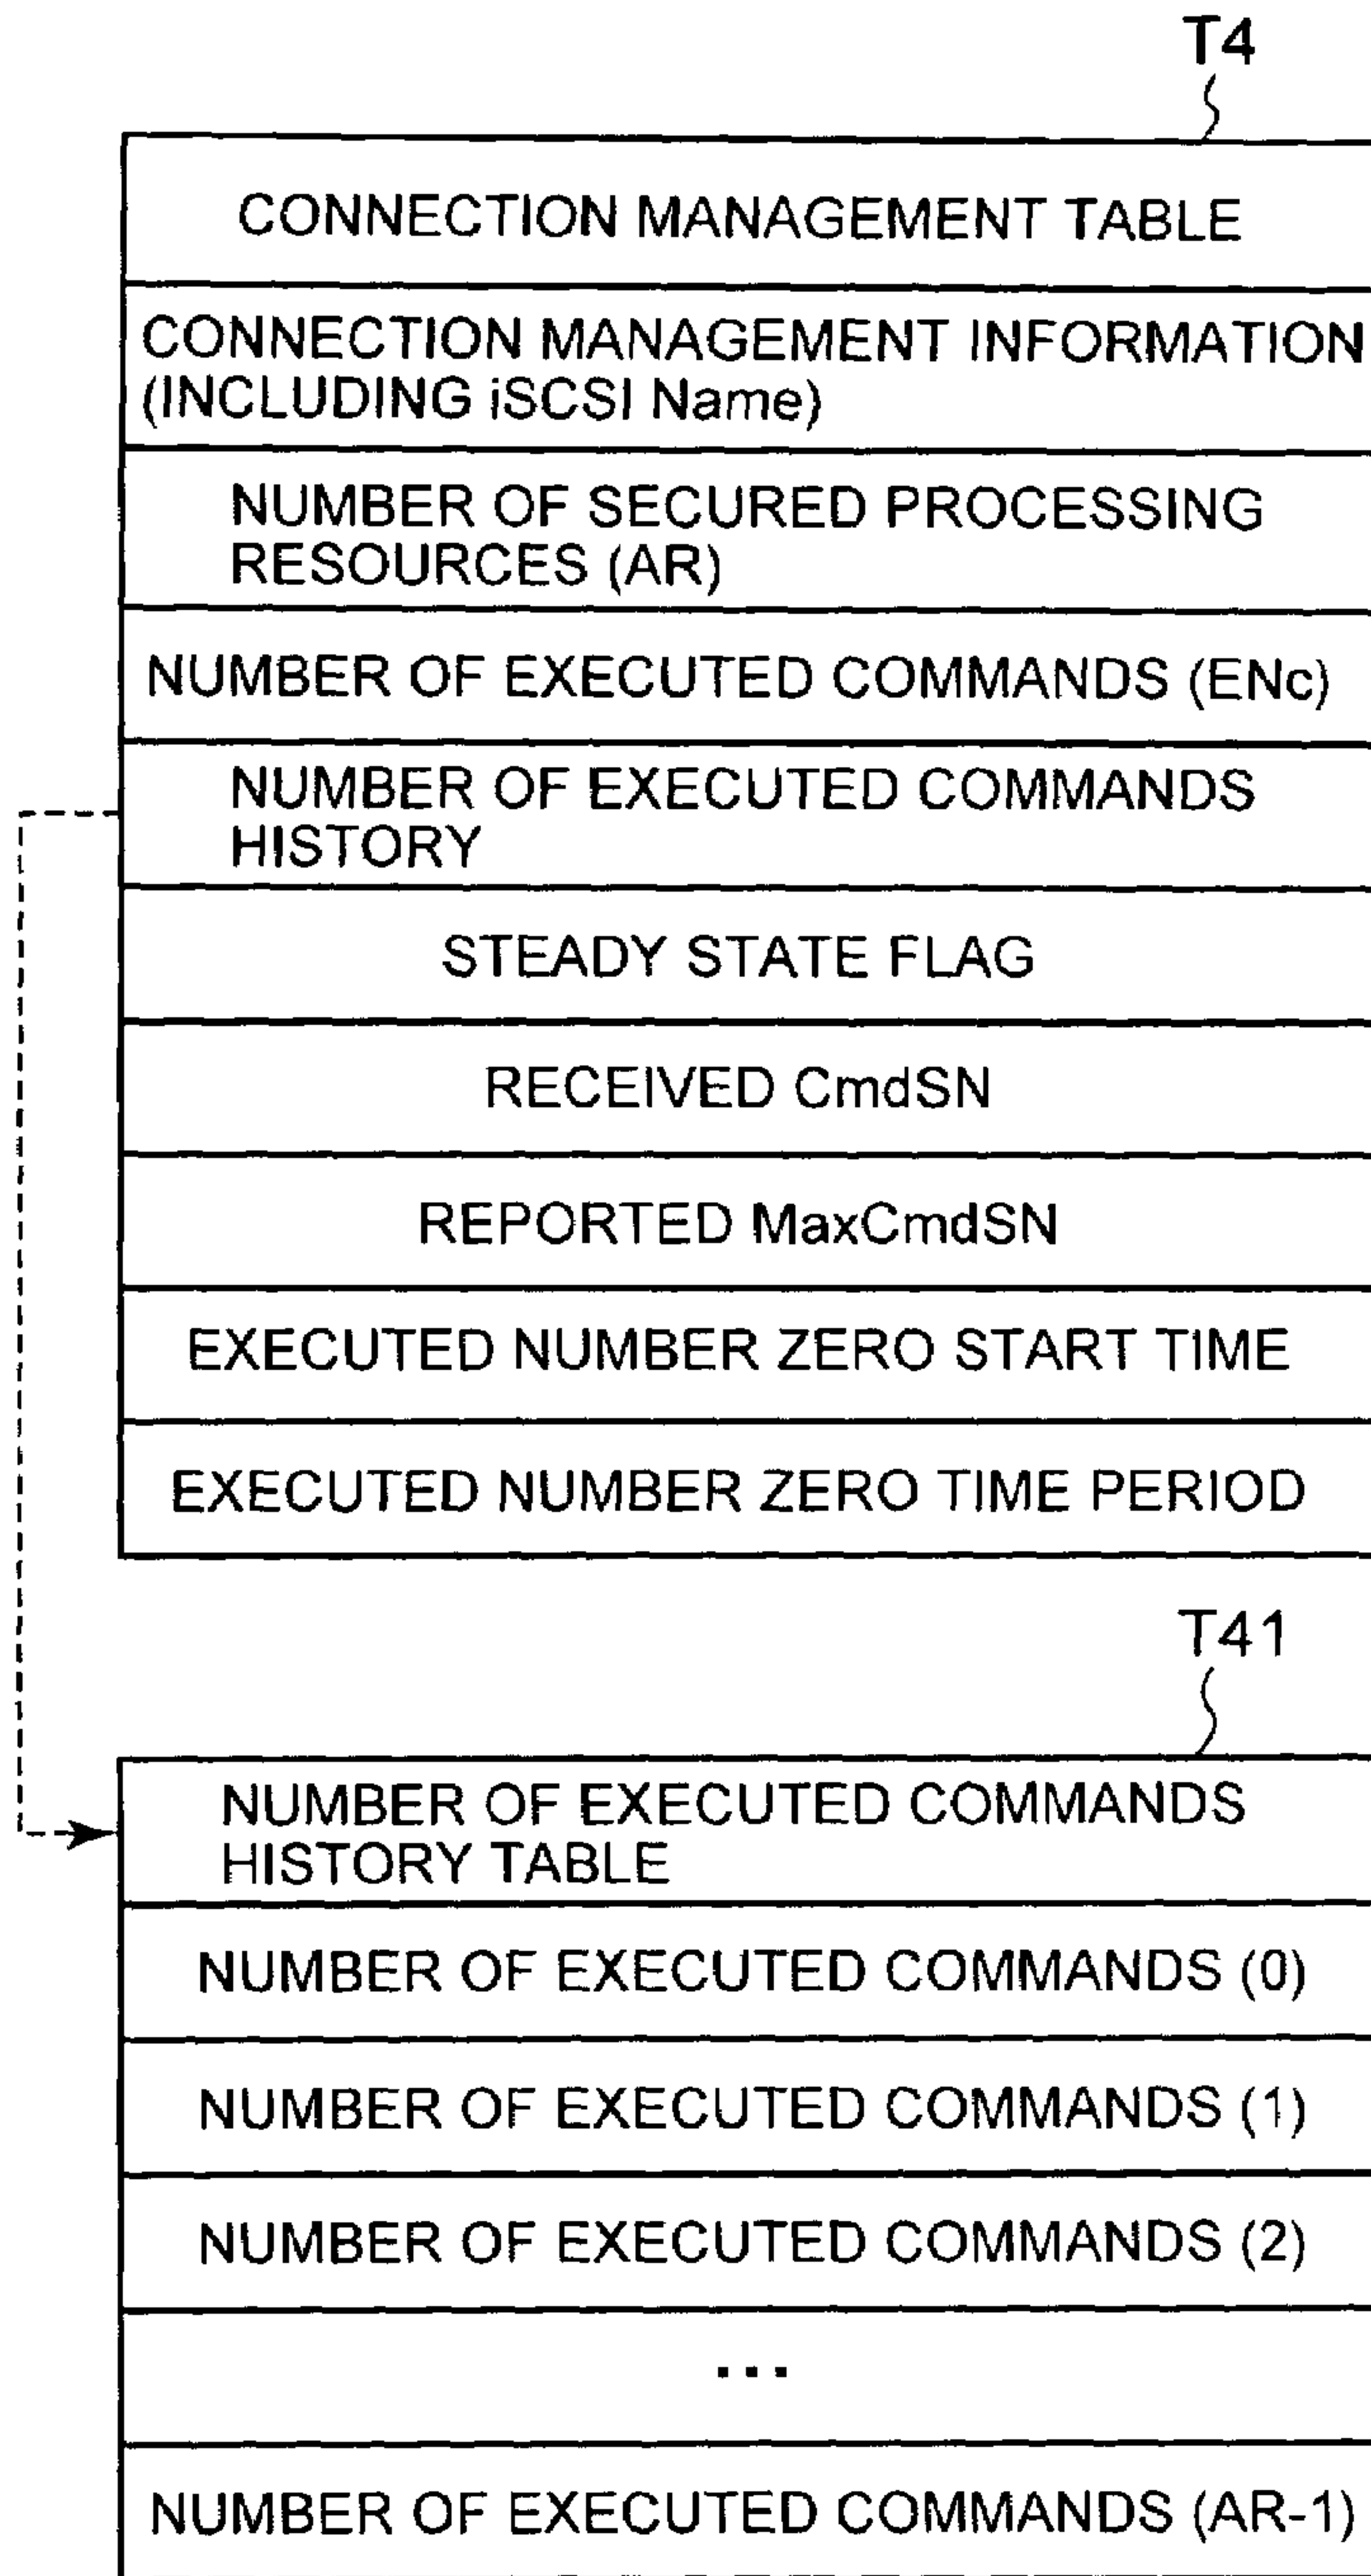 T4
CONNECTION MANAGEMENT TABLE
CONNECTION MANAGEMENT INFORMATION
(INCLUDING iSCSI Name)
NUMBER OF SECURED PROCESSING
RESOURCES (AR)
NUMBER OF EXECUTED COMMANDS (ENc)
NUMBER OF EXECUTED COMMANDS
HISTORY
STEADY STATE FLAG
RECEIVED CmdSN
REPORTED MaxCmdSN
EXECUTED NUMBER ZERO START TIME
EXECUTED NUMBER ZERO TIME PERIOD
T41
NUMBER OF EXECUTED COMMANDS
HISTORY TABLE
NUMBER OF EXECUTED COMMANDS (0)
NUMBER OF EXECUTED COMMANDS (1)
NUMBER OF EXECUTED COMMANDS (2)
...
NUMBER OF EXECUTED COMMANDS (AR-1)